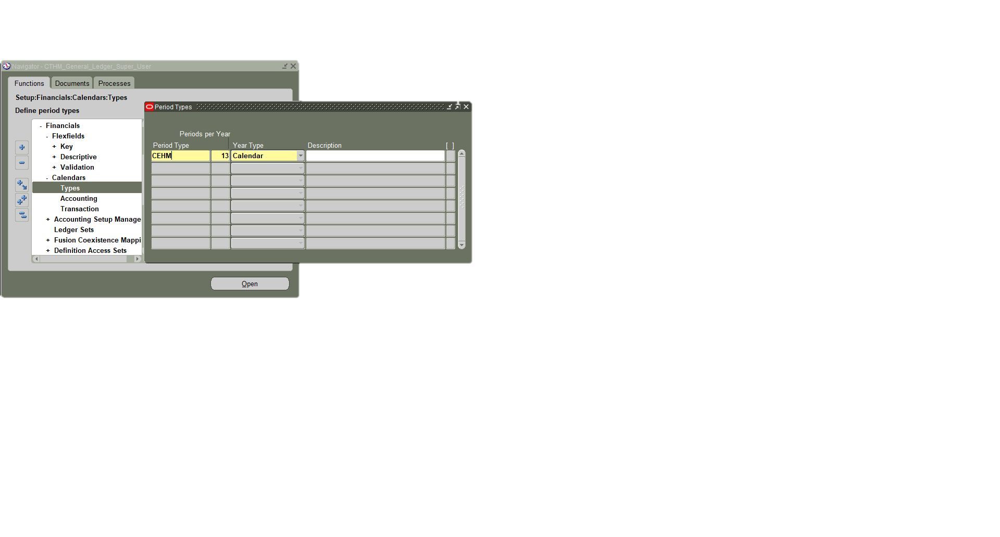 Navigator - CTHM_General_Ledger_Super_User
Functions Documents Processes
Setup:Financials:Calendars:Types
Define period types
- Financials
- Flexfields
+ Key
+ Descriptive
+ Validation
- Calendars
Types
Accounting
Transaction
+ Accounting Setup Manage
Ledger Sets
+ Fusion Coexistence Mappi
+ Definition Access Sets
Open
Period Types
Periods per Year
Period Type Year Type Description [ ]
CEHM 13 Calendar